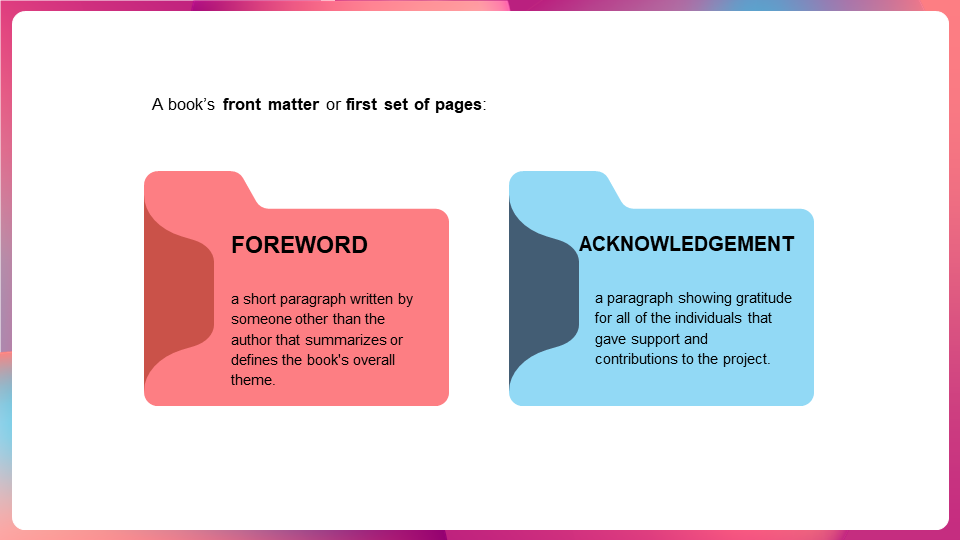 A book’s front matter or first set of pages:
FOREWORD
a short paragraph written by
someone other than the
author that summarizes or
defines the book's overall
theme.
ACKNOWLEDGEMENT
a paragraph showing gratitude
for all of the individuals that
gave support and
contributions to the project.